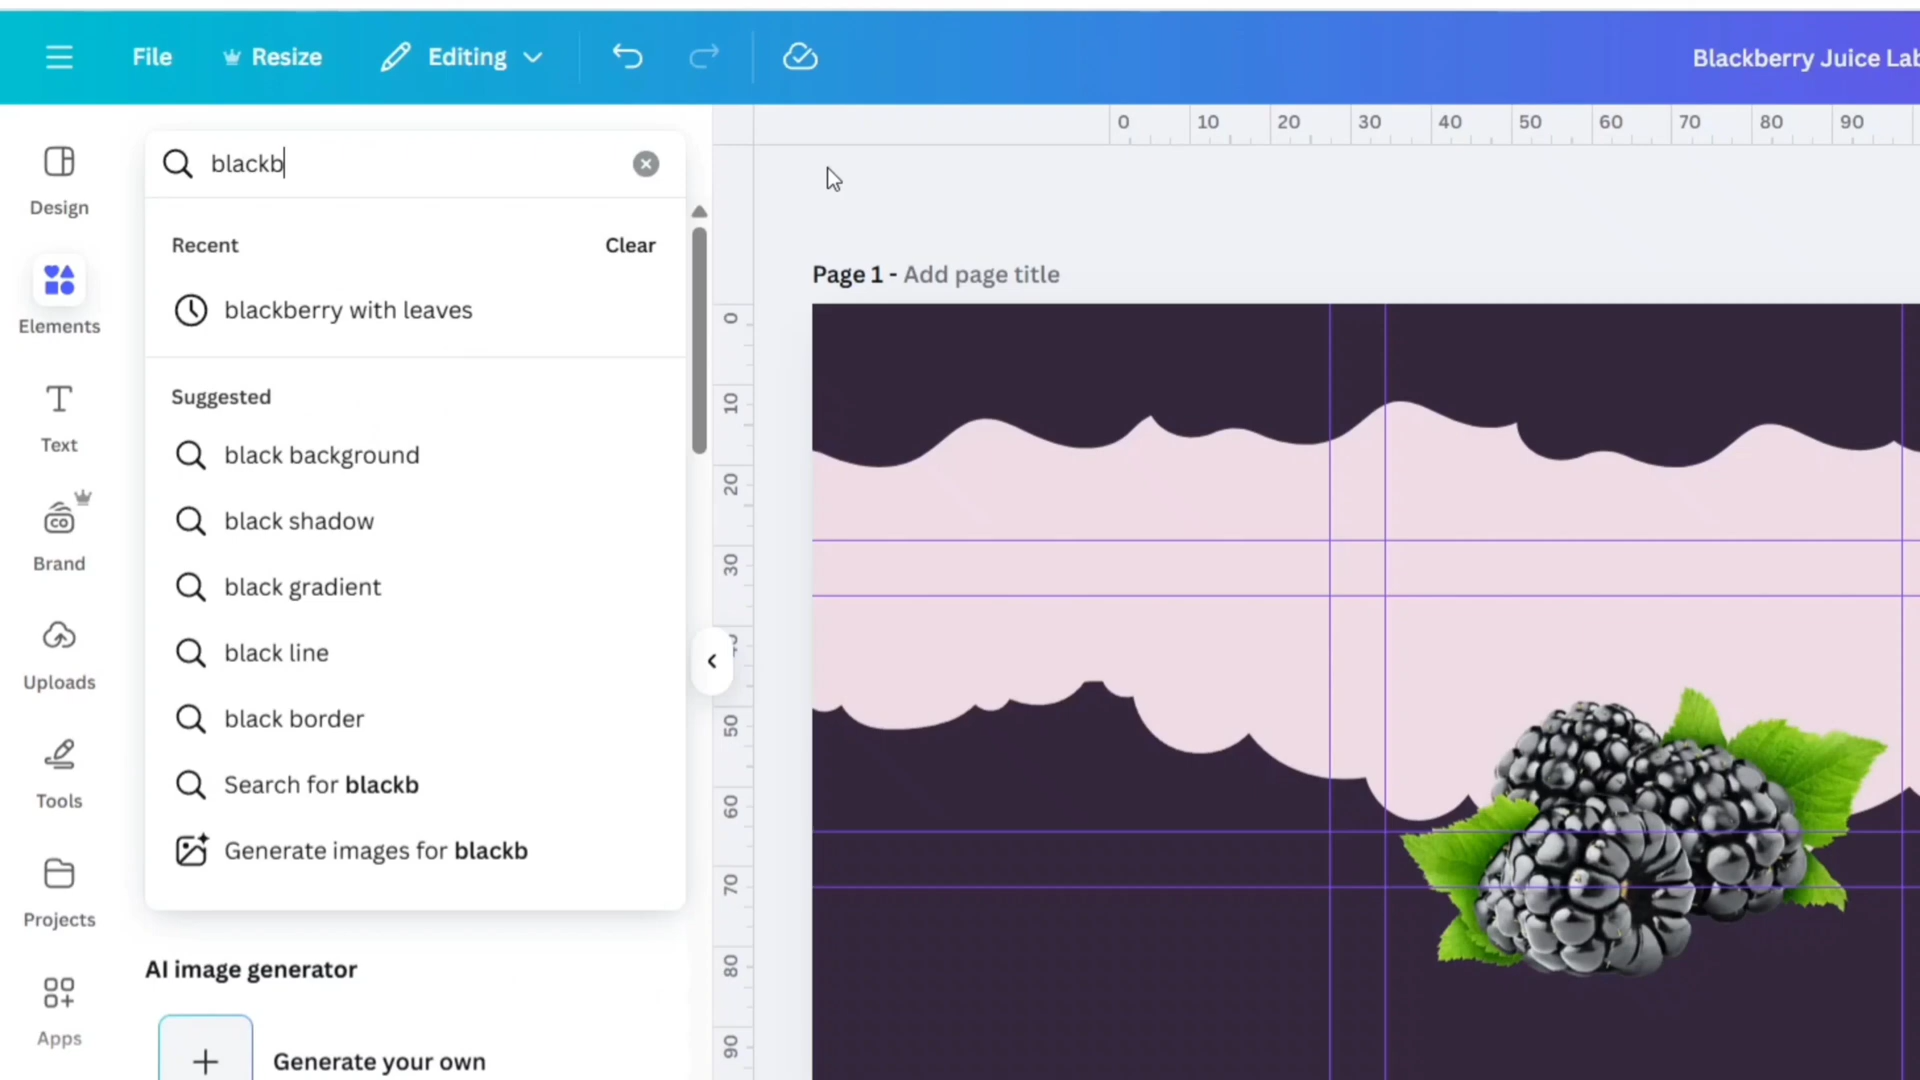 File
Resize
Editing
Blackberry Juice Lab
Design
Elements
Text
Brand
Uploads
Tools
Projects
Apps
blackb
Recent
Clear
blackberry with leaves
Suggested
black background
black shadow
black gradient
black line
black border
Search for blackb
Generate images for blackb
AI image generator
Generate your own
0 10 20 30 40 50 60 70 80 90
Page 1 - Add page title
0
10
20
30
50
60
70
80
90
CO